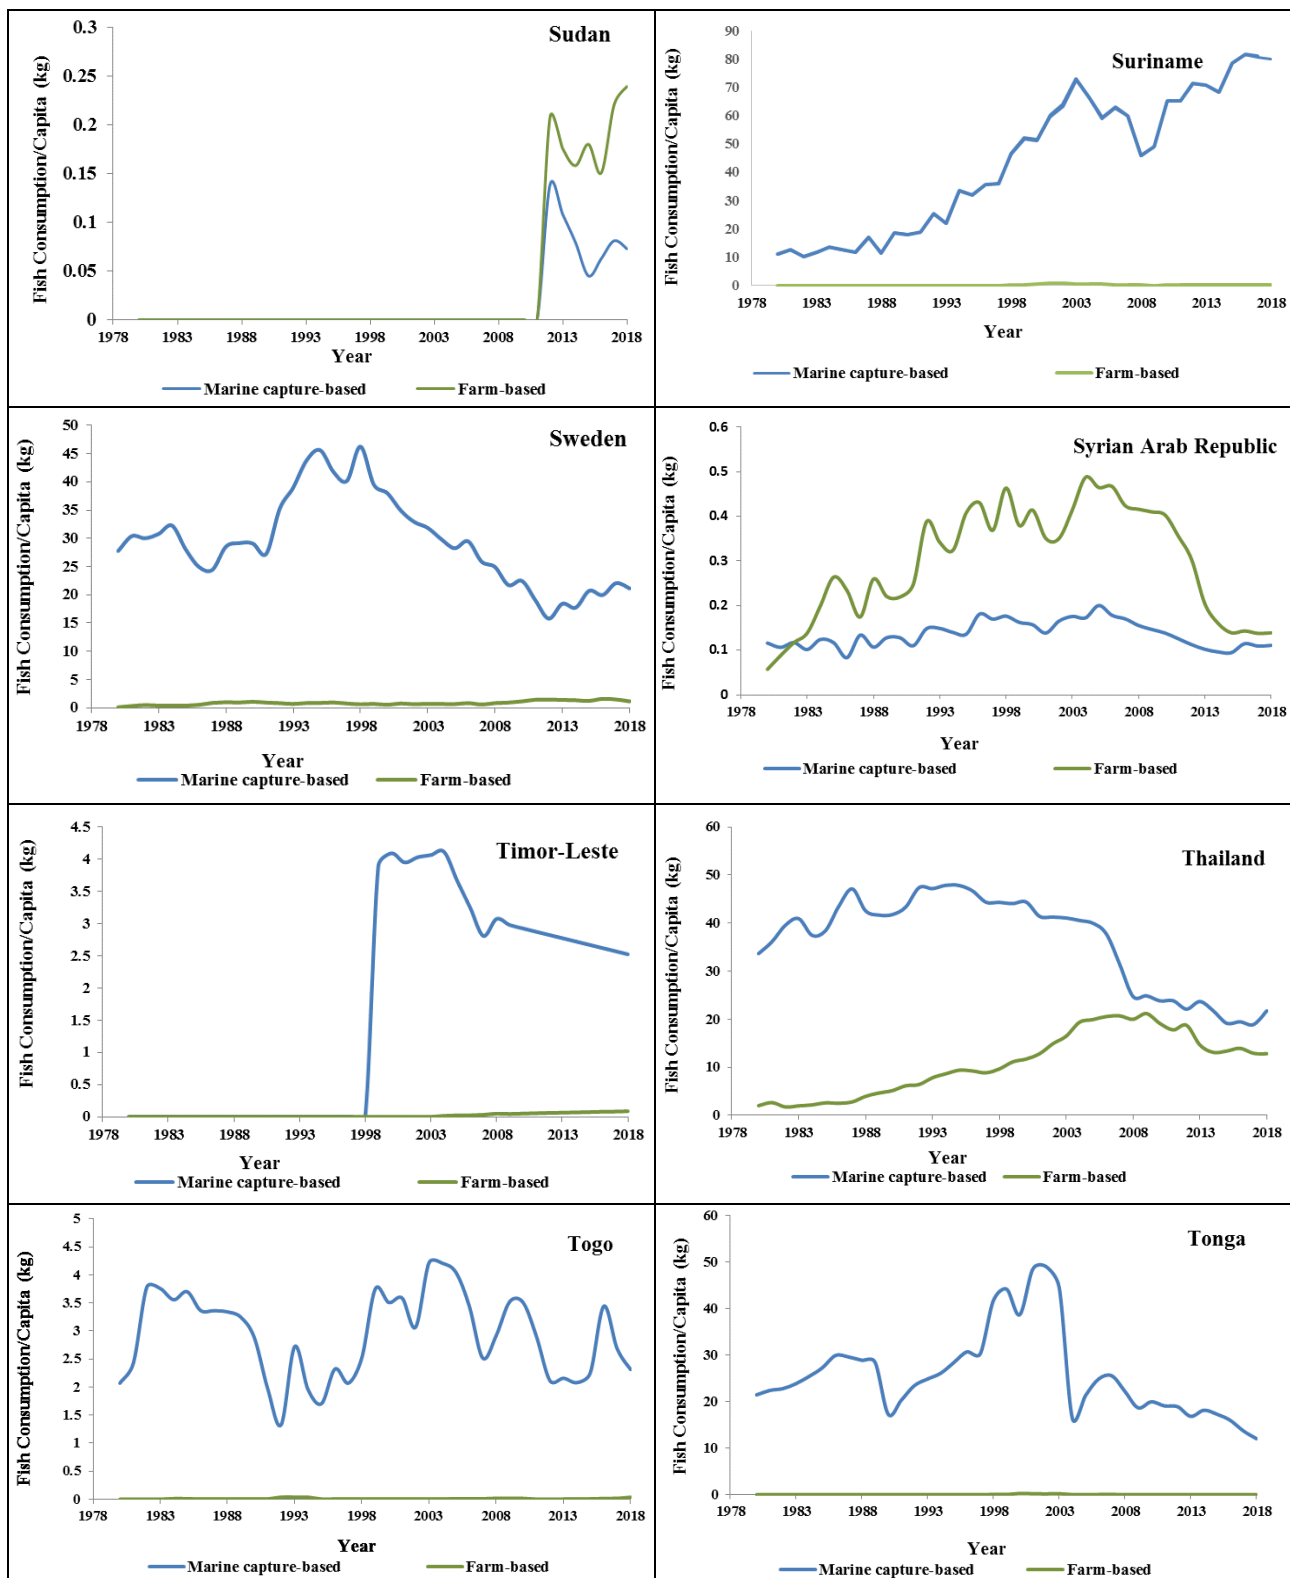 Sudan
Fish Consumption/Capita (kg)
0.3
0.25
0.2
0.15
0.1
0.05
0
1978 1983 1988 1993 1998 2003 2008 2013 2018
Year
Marine capture-based Farm-based
Suriname
Fish Consumption/Capita (kg)
90
80
70
60
50
40
30
20
10
0
1978 1983 1988 1993 1998 2003 2008 2013 2018
Year
Marine capture-based Farm-based
Sweden
Fish Consumption/Capita (kg)
50
45
40
35
30
25
20
15
10
5
0
1978 1983 1988 1993 1998 2003 2008 2013 2018
Year
Marine capture-based Farm-based
Syrian Arab Republic
Fish Consumption/Capita (kg)
0.6
0.5
0.4
0.3
0.2
0.1
0
1978 1983 1988 1993 1998 2003 2008 2013 2018
Year
Marine capture-based Farm-based
Timor-Leste
Fish Consumption/Capita (kg)
4.5
4
3.5
3
2.5
2
1.5
1
0.5
0
1978 1983 1988 1993 1998 2003 2008 2013 2018
Year
Marine capture-based Farm-based
Thailand
Fish Consumption/Capita (kg)
60
50
40
30
20
10
0
1978 1983 1988 1993 1998 2003 2008 2013 2018
Year
Marine capture-based Farm-based
Togo
Fish Consumption/Capita (kg)
5
4.5
4
3.5
3
2.5
2
1.5
1
0.5
0
1978 1983 1988 1993 1998 2003 2008 2013 2018
Year
Marine capture-based Farm-based
Tonga
Fish Consumption/Capita (kg)
60
50
40
30
20
10
0
1978 1983 1988 1993 1998 2003 2008 2013 2018
Year
Marine capture-based Farm-based